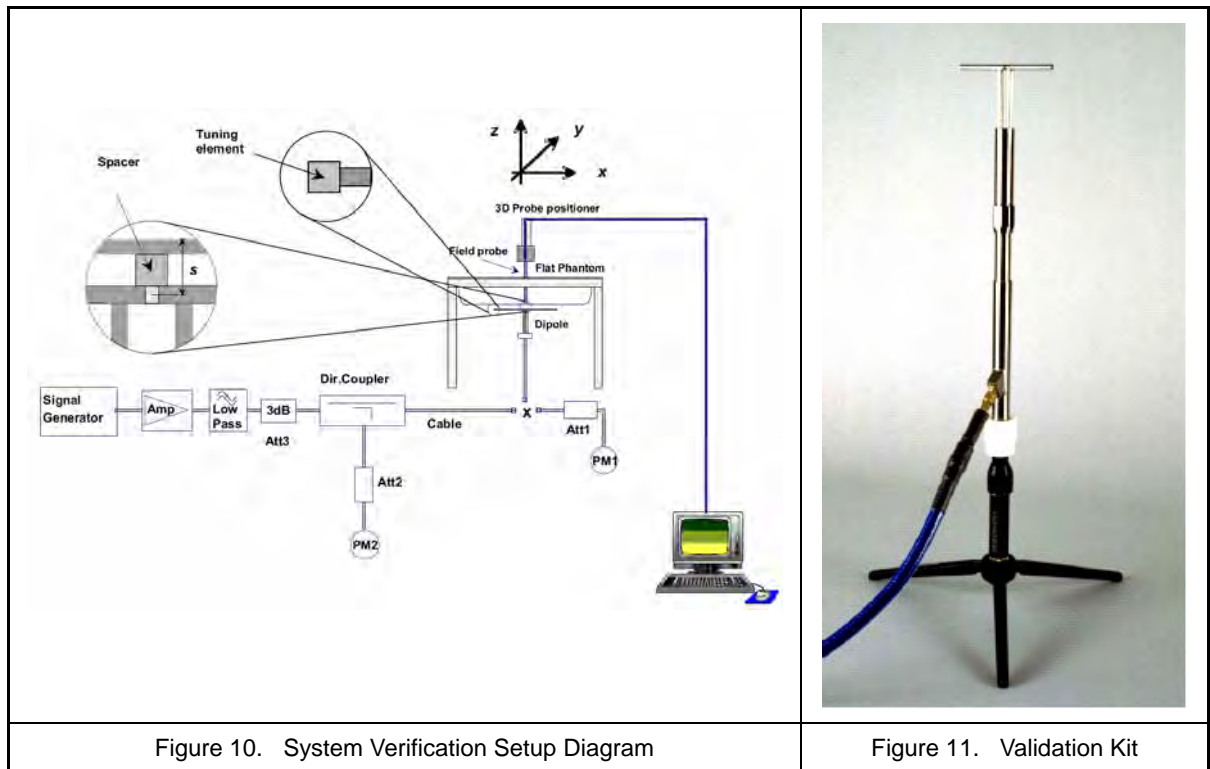 Tuning
element
Spacer
s
z
y
x
3D Probe positioner
Field probe
Flat Phantom
Dipole
Dir.Coupler
Signal
Generator
Amp
Low
Pass
3dB
Att3
Cable
x
Att1
PM1
Att2
PM2
Figure 10. System Verification Setup Diagram
Figure 11. Validation Kit